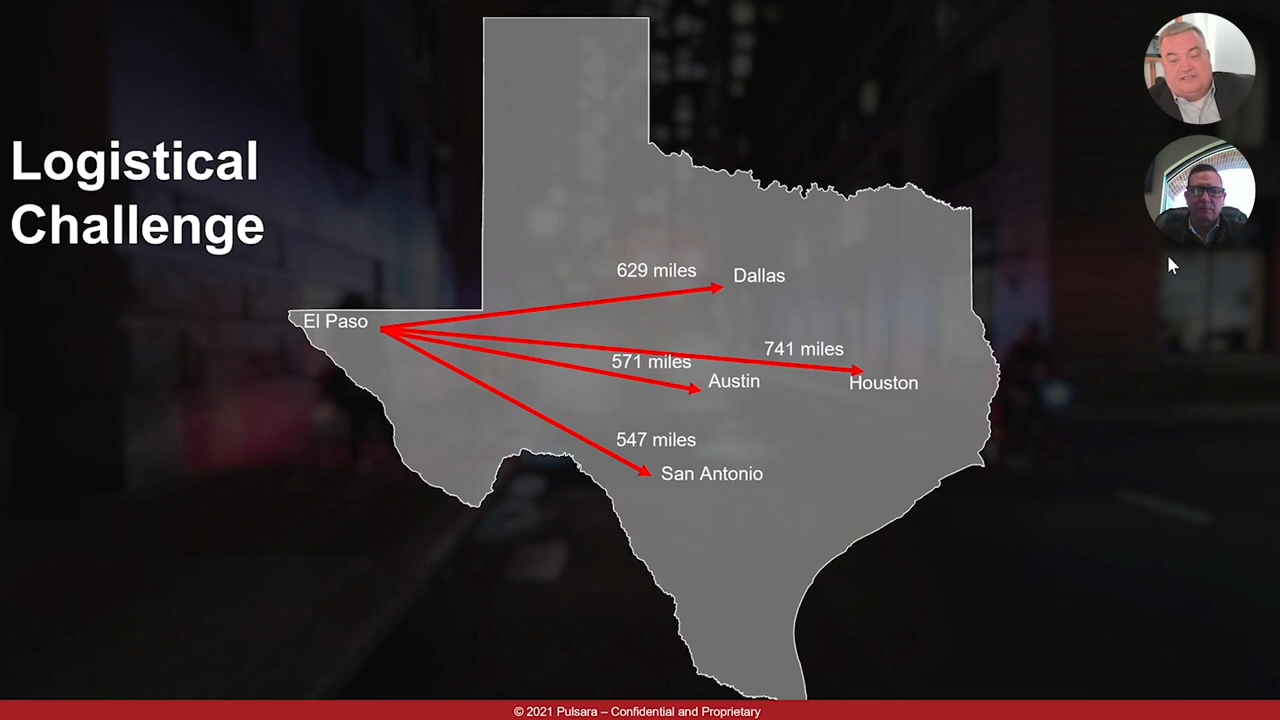 Logistical
Challenge
629 miles
Dallas
El Paso
741 miles
571 miles
Austin
Houston
547 miles
San Antonio
© 2021 Pulsara – Confidential and Proprietary